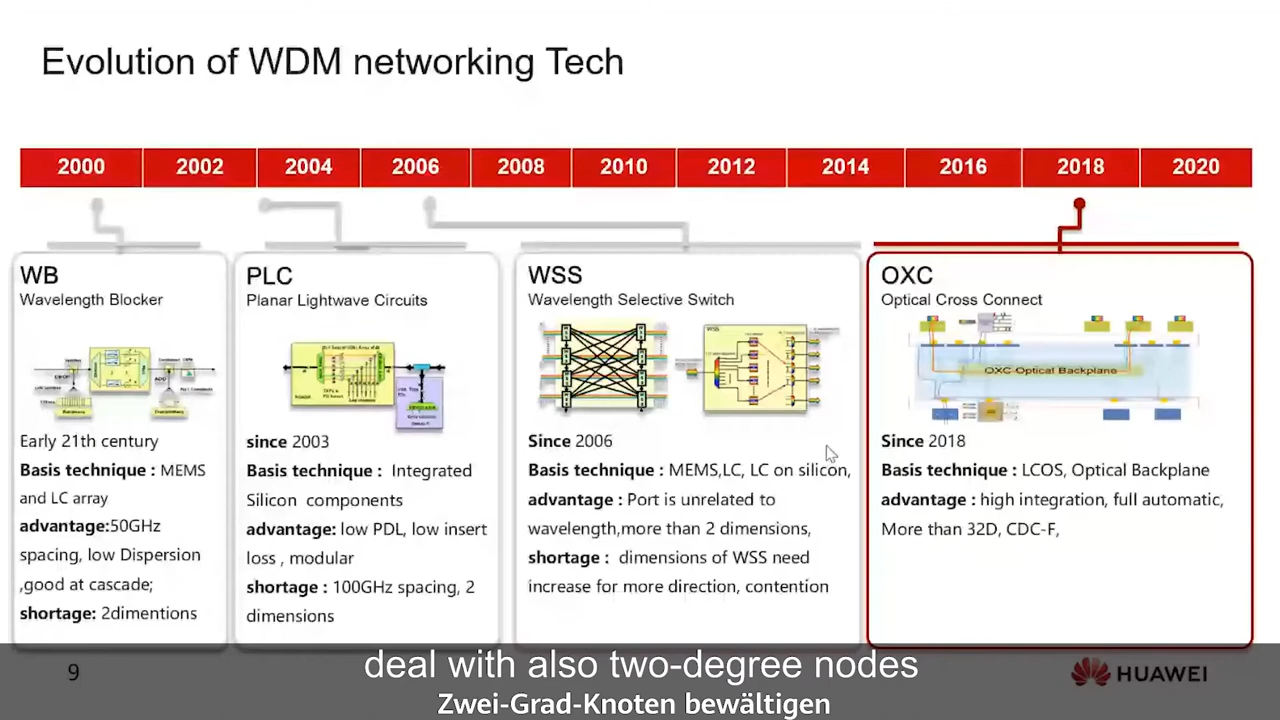 Evolution of WDM networking Tech
2000 2002 2004 2006 2008 2010 2012 2014 2016 2018 2020
WB
Wavelength Blocker
Early 21th century
Basis technique : MEMS
and LC array
advantage:50GHz
spacing, low Dispersion
,good at cascade;
shortage: 2dimentions
PLC
Planar Lightwave Circuits
since 2003
Basis technique : Integrated
Silicon components
advantage: low PDL, low insert
loss , modular
shortage : 100GHz spacing, 2
dimensions
WSS
Wavelength Selective Switch
WSS
Since 2006
Basis technique : MEMS,LC, LC on silicon,
advantage : Port is unrelated to
wavelength,more than 2 dimensions,
shortage : dimensions of WSS need
increase for more direction, contention
OXC
Optical Cross Connect
OXC Optical Backplane
Since 2018
Basis technique : LCOS, Optical Backplane
advantage : high integration, full automatic,
More than 32D, CDC-F,
9
HUAWEI
deal with also two-degree nodes
Zwei-Grad-Knoten bewältigen